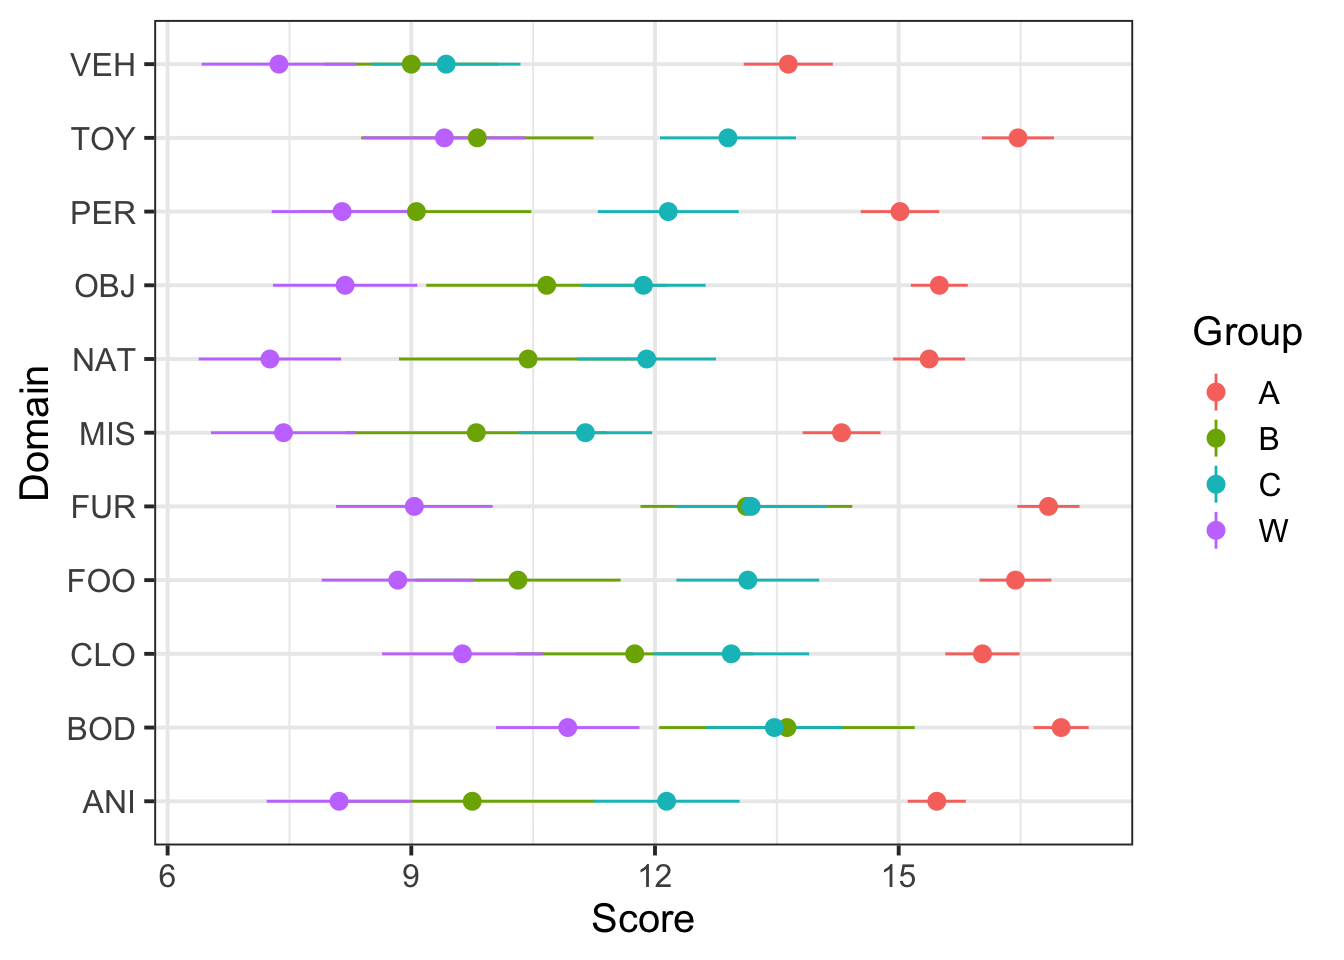 VEH
TOY
PER
OBJ
NAT
MIS
FUR
FOO
CLO
BOD
ANI
Domain
6 9 12 15
Score
Group
A
B
C
W